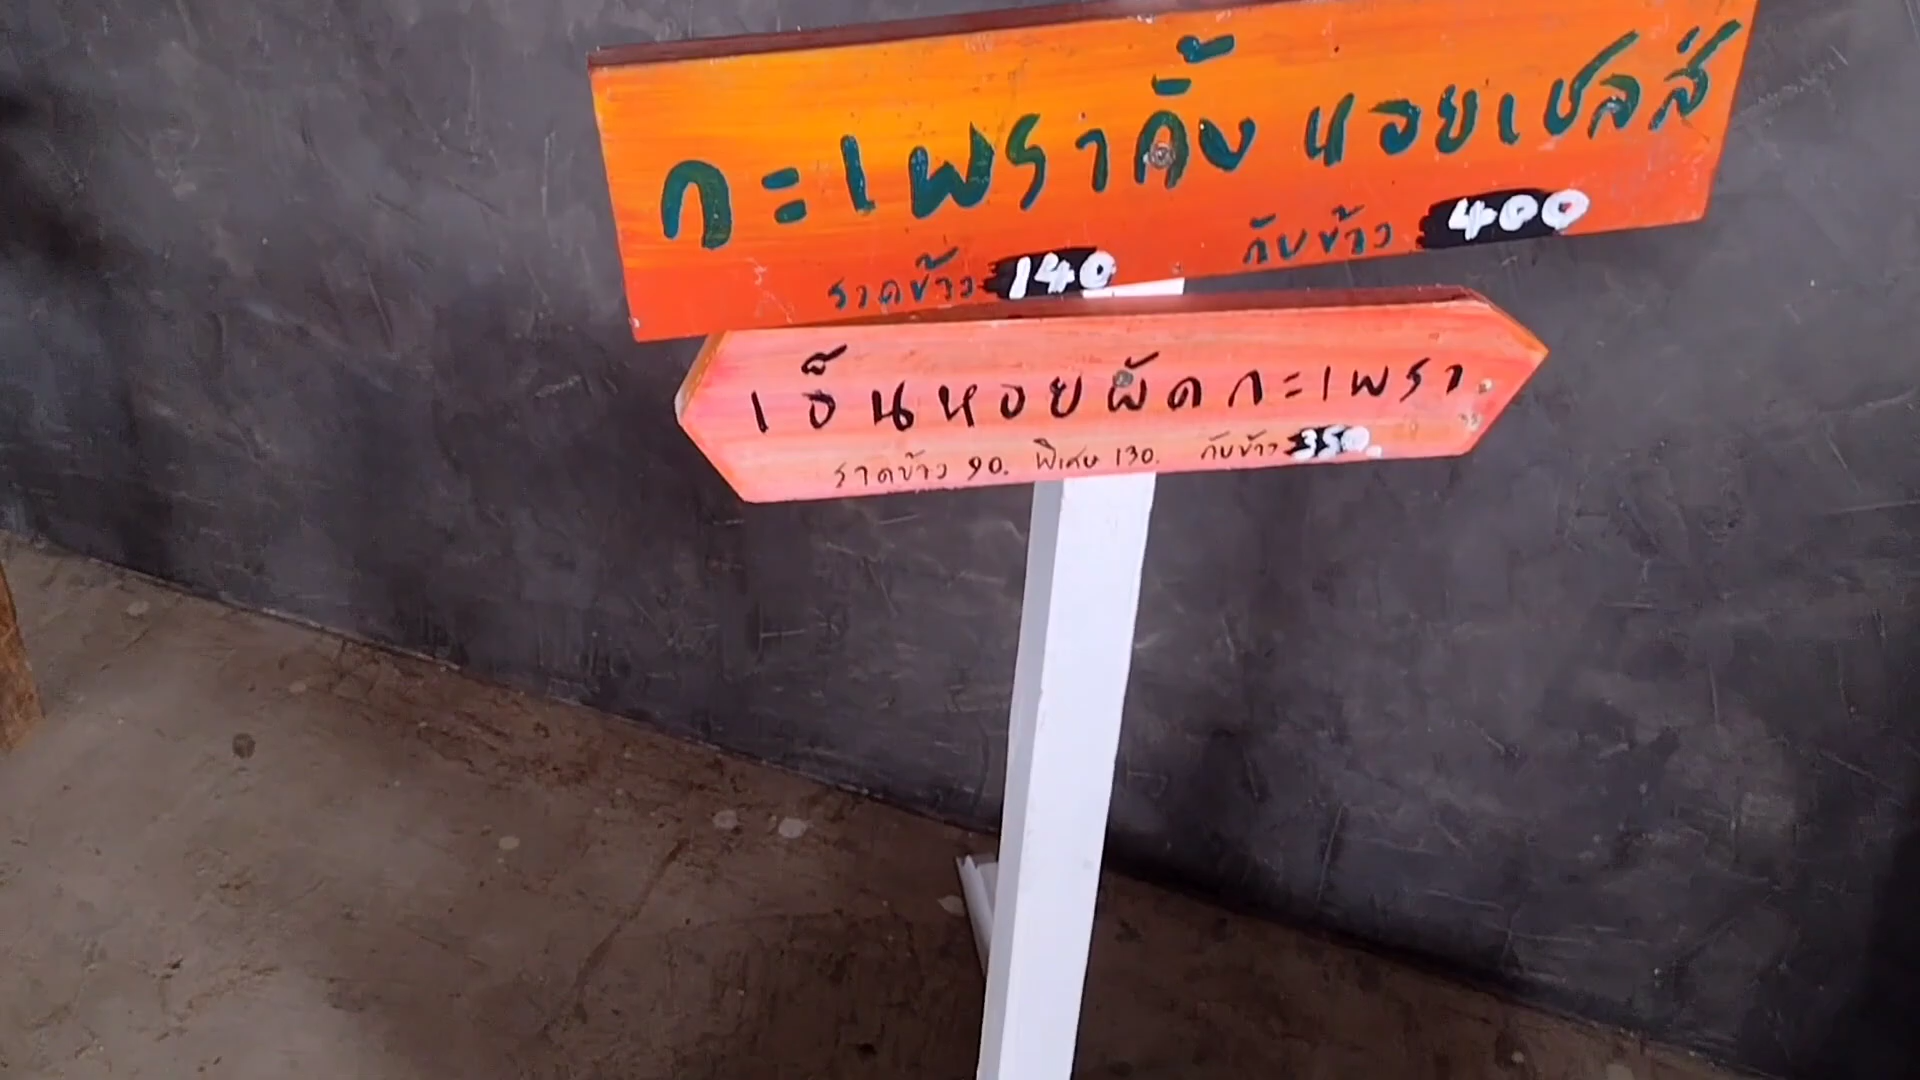 กะเพราคั่ว หอยเชลล์
ราดข้าว 140 กับข้าว 400
เอ็นหอยผัดกะเพรา
ราดข้าว 90. พิเศษ 130. กับข้าว 350.